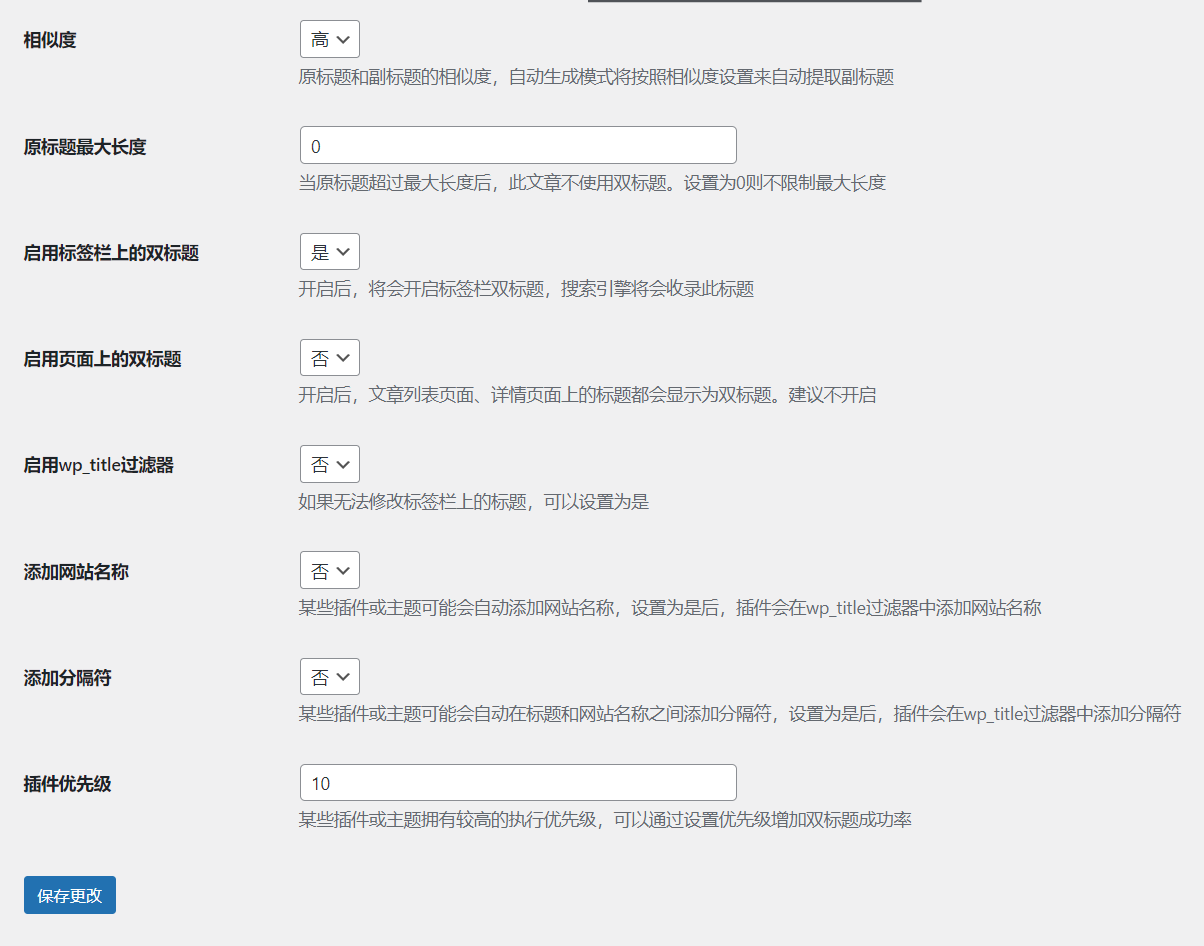 相似度
高
原标题和副标题的相似度，自动生成模式将按照相似度设置来自动提取副标题
原标题最大长度
0
当原标题超过最大长度后，此文章不使用双标题。设置为0则不限制最大长度
启用标签栏上的双标题
是
开启后，将会开启标签栏双标题，搜索引擎将会收录此标题
启用页面上的双标题
否
开启后，文章列表页面、详情页面上的标题都会显示为双标题。建议不开启
启用wp_title过滤器
否
如果无法修改标签栏上的标题，可以设置为是
添加网站名称
否
某些插件或主题可能会自动添加网站名称，设置为是后，插件会在wp_title过滤器中添加网站名称
添加分隔符
否
某些插件或主题可能会自动在标题和网站名称之间添加分隔符，设置为是后，插件会在wp_title过滤器中添加分隔符
插件优先级
10
某些插件或主题拥有较高的执行优先级，可以通过设置优先级增加双标题成功率
保存更改